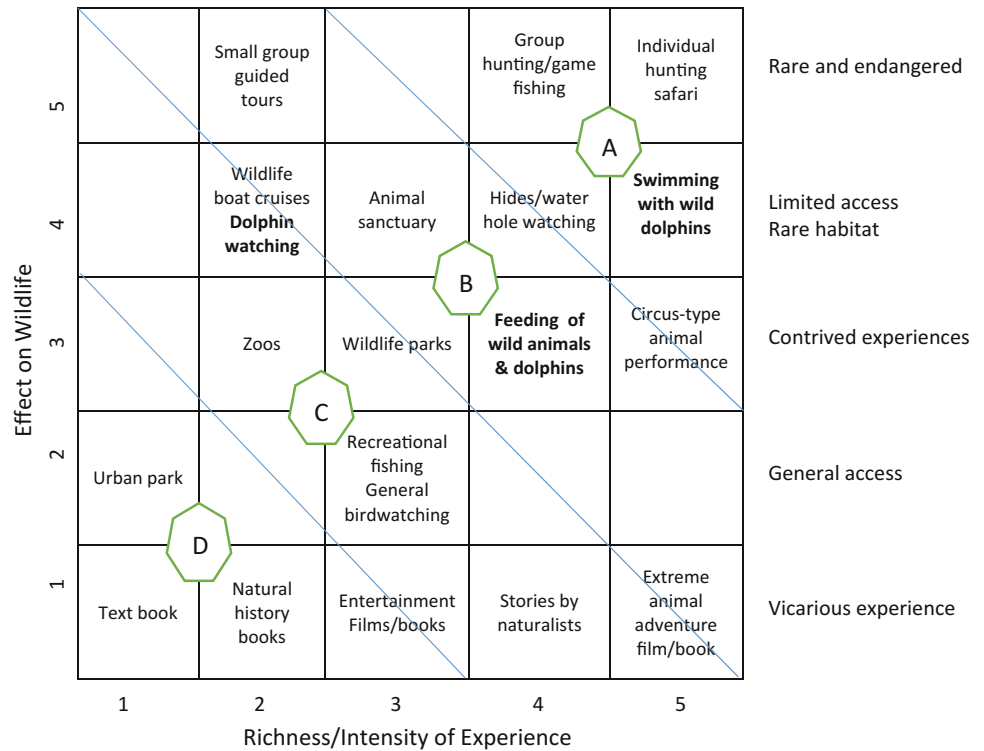 Small group
guided
tours
Group
hunting/game
fishing
Individual
hunting
safari
Rare and endangered
5
A
Wildlife
boat cruises
Dolphin
watching
Animal
sanctuary
Hides/water
hole watching
Swimming
with wild
dolphins
Limited access
Rare habitat
4
B
Effect on Wildlife
Zoos
Wildlife parks
Feeding of
wild animals
& dolphins
Circus-type
animal
performance
Contrived experiences
3
C
Urban park
Recreational
fishing
General
birdwatching
General access
2
D
Text book
Natural
history
books
Entertainment
Films/books
Stories by
naturalists
Extreme
animal
adventure
film/book
Vicarious experience
1
1 2 3 4 5
Richness/Intensity of Experience